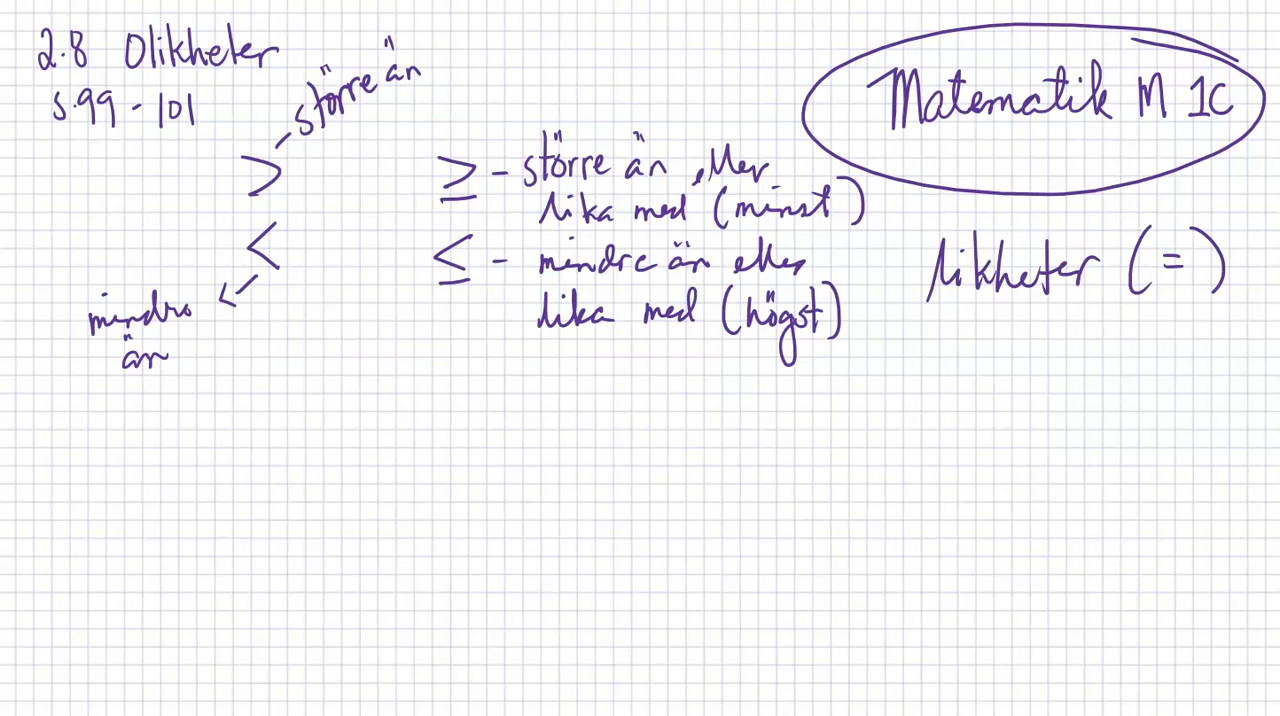 2.8 Olikheter
s.99 - 101
större än
>
<
mindre
än
≥ - större än eller
lika med (minst)
≤ - mindre än eller
lika med (högst)
Matematik M 1C
likheter (=)